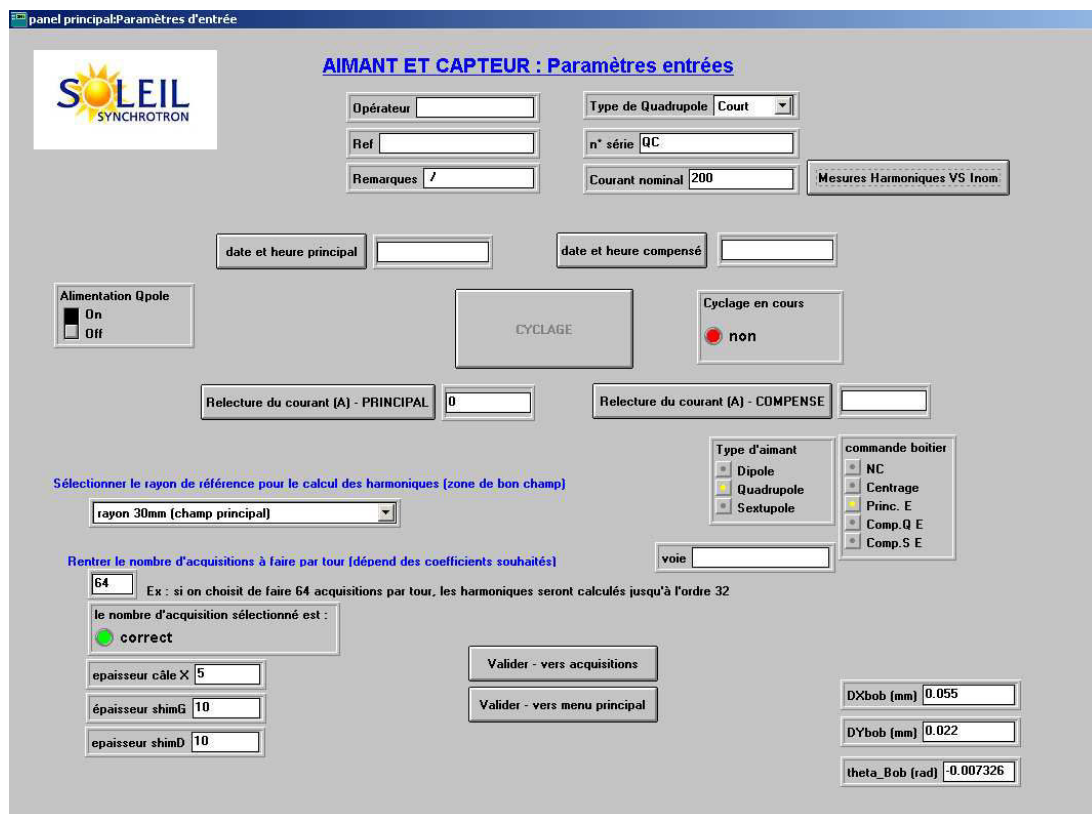 panel principal:Paramètres d'entrée
SOLEIL
SYNCHROTRON
AIMANT ET CAPTEUR : Paramètres entrées
Opérateur
Type de Quadrupole Court
Ref
n° série QC
Remarques /
Courant nominal 200
Mesures Harmoniques VS Inom
date et heure principal
date et heure compensé
Alimentation Qpole
On
Off
CYCLAGE
Cyclage en cours
non
Relecture du courant (A) - PRINCIPAL 0
Relecture du courant (A) - COMPENSE
Type d'aimant
Dipole
Quadrupole
Sextupole
commande boitier
NC
Centrage
Princ. E
Comp.Q E
Comp.S E
Sélectionner le rayon de référence pour le calcul des harmoniques (zone de bon champ)
rayon 30mm (champ principal)
voie
Rentrer le nombre d'acquisitions à faire par tour (dépend des coefficients souhaités)
64
Ex : si on choisit de faire 64 acquisitions par tour, les harmoniques seront calculés jusqu'à l'ordre 32
le nombre d'acquisition sélectionné est :
correct
epaisseur câle X 5
épaisseur shimG 10
epaisseur shimD 10
Valider - vers acquisitions
Valider - vers menu principal
DXbob (mm) 0.055
DYbob (mm) 0.022
theta_Bob (rad) -0.007326